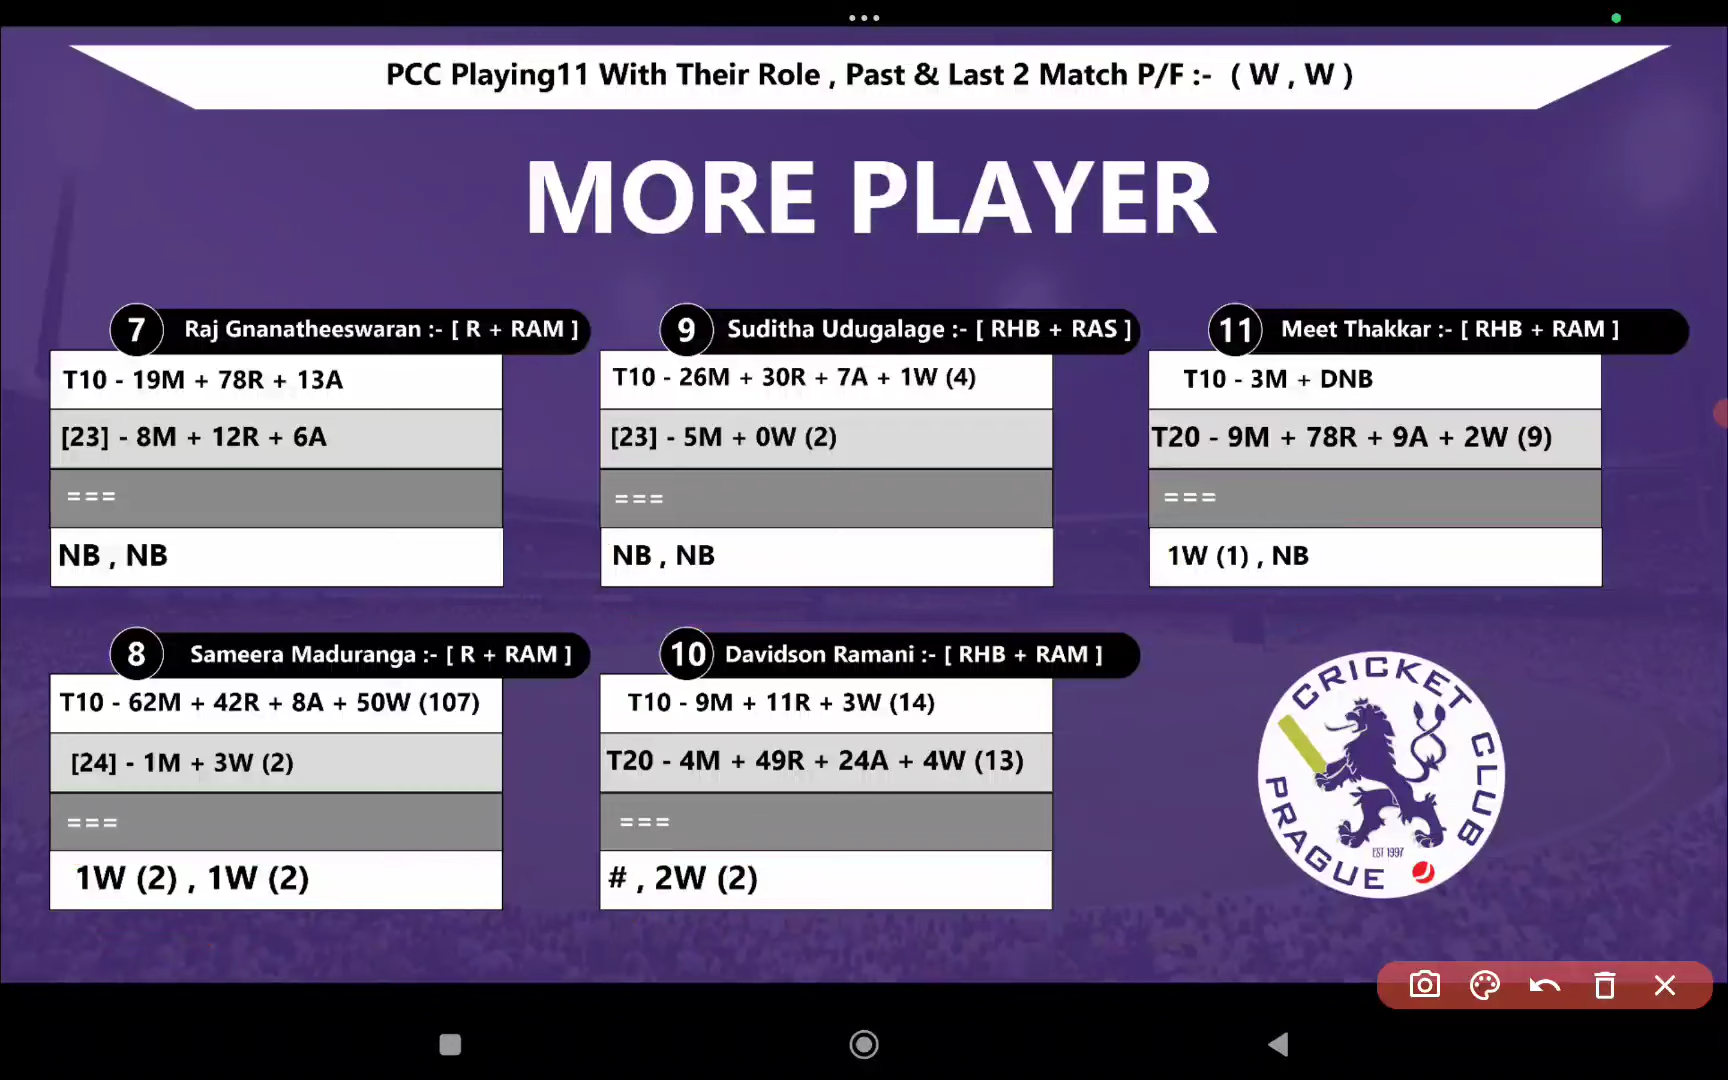 PCC Playing11 With Their Role , Past & Last 2 Match P/F :- ( W , W )
MORE PLAYER
7 Raj Gnanatheeswaran :- [ R + RAM ]
T10 - 19M + 78R + 13A
[23] - 8M + 12R + 6A
===
NB , NB
8 Sameera Maduranga :- [ R + RAM ]
T10 - 62M + 42R + 8A + 50W (107)
[24] - 1M + 3W (2)
===
1W (2) , 1W (2)
9 Suditha Udugalage :- [ RHB + RAS ]
T10 - 26M + 30R + 7A + 1W (4)
[23] - 5M + 0W (2)
===
NB , NB
10 Davidson Ramani :- [ RHB + RAM ]
T10 - 9M + 11R + 3W (14)
T20 - 4M + 49R + 24A + 4W (13)
===
# , 2W (2)
11 Meet Thakkar :- [ RHB + RAM ]
T10 - 3M + DNB
T20 - 9M + 78R + 9A + 2W (9)
===
1W (1) , NB
CRICKET CLUB
PRAGUE
EST 1997